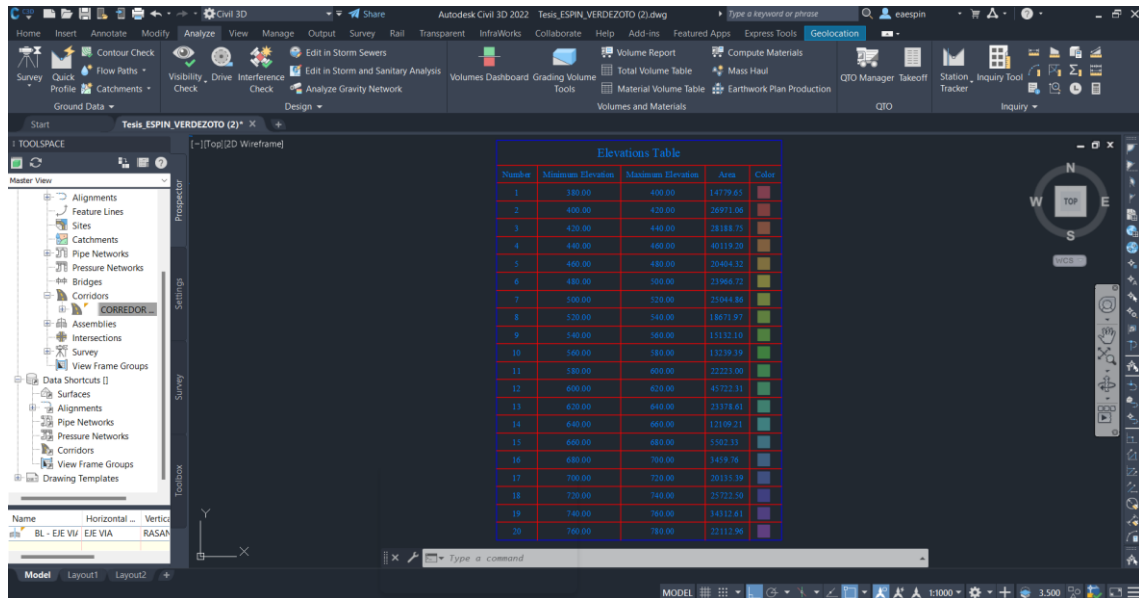 Civil 3D Share Autodesk Civil 3D 2022 Tesis_ESPIN_VERDEZOTO (2).dwg Type a keyword or phrase eaespin
Home Insert Annotate Modify Analyze View Manage Output Survey Rail Transparent InfraWorks Collaborate Help Add-ins Featured Apps Express Tools Geolocation
Survey
Quick Profile
Contour Check
Flow Paths
Catchments
Ground Data
Visibility Check
Drive
Interference Check
Edit in Storm Sewers
Edit in Storm and Sanitary Analysis
Analyze Gravity Network
Design
Volumes Dashboard
Grading Volume Tools
Volume Report
Total Volume Table
Material Volume Table
Compute Materials
Mass Haul
Earthwork Plan Production
Volumes and Materials
QTO Manager
Takeoff
QTO
Station Tracker
Inquiry Tool
Inquiry
Start Tesis_ESPIN_VERDEZOTO (2)*
TOOLSPACE
Master View
Alignments
Feature Lines
Sites
Catchments
Pipe Networks
Pressure Networks
Bridges
Corridors
CORREDOR ...
Assemblies
Intersections
Survey
View Frame Groups
Data Shortcuts []
Surfaces
Alignments
Pipe Networks
Pressure Networks
Corridors
View Frame Groups
Drawing Templates
Prospector
Settings
Survey
Toolbox
Name Horizontal ... Vertica
BL - EJE VIA EJE VIA RASAN
[-][Top][2D Wireframe]
Elevations Table
Number Minimum Elevation Maximum Elevation Area Color
1 380.00 400.00 14779.65
2 400.00 420.00 26971.06
3 420.00 440.00 28188.75
4 440.00 460.00 40119.20
5 460.00 480.00 20404.32
6 480.00 500.00 23966.72
7 500.00 520.00 25044.86
8 520.00 540.00 18671.97
9 540.00 560.00 15132.10
10 560.00 580.00 13239.39
11 580.00 600.00 22223.00
12 600.00 620.00 45722.31
13 620.00 640.00 23378.61
14 640.00 660.00 12109.21
15 660.00 680.00 5502.33
16 680.00 700.00 3459.76
17 700.00 720.00 20135.39
18 720.00 740.00 25722.50
19 740.00 760.00 34312.61
20 760.00 780.00 22112.96
N
W TOP E
S
WCS
Y
X
Type a command
Model Layout1 Layout2 +
MODEL 1:1000 3.500